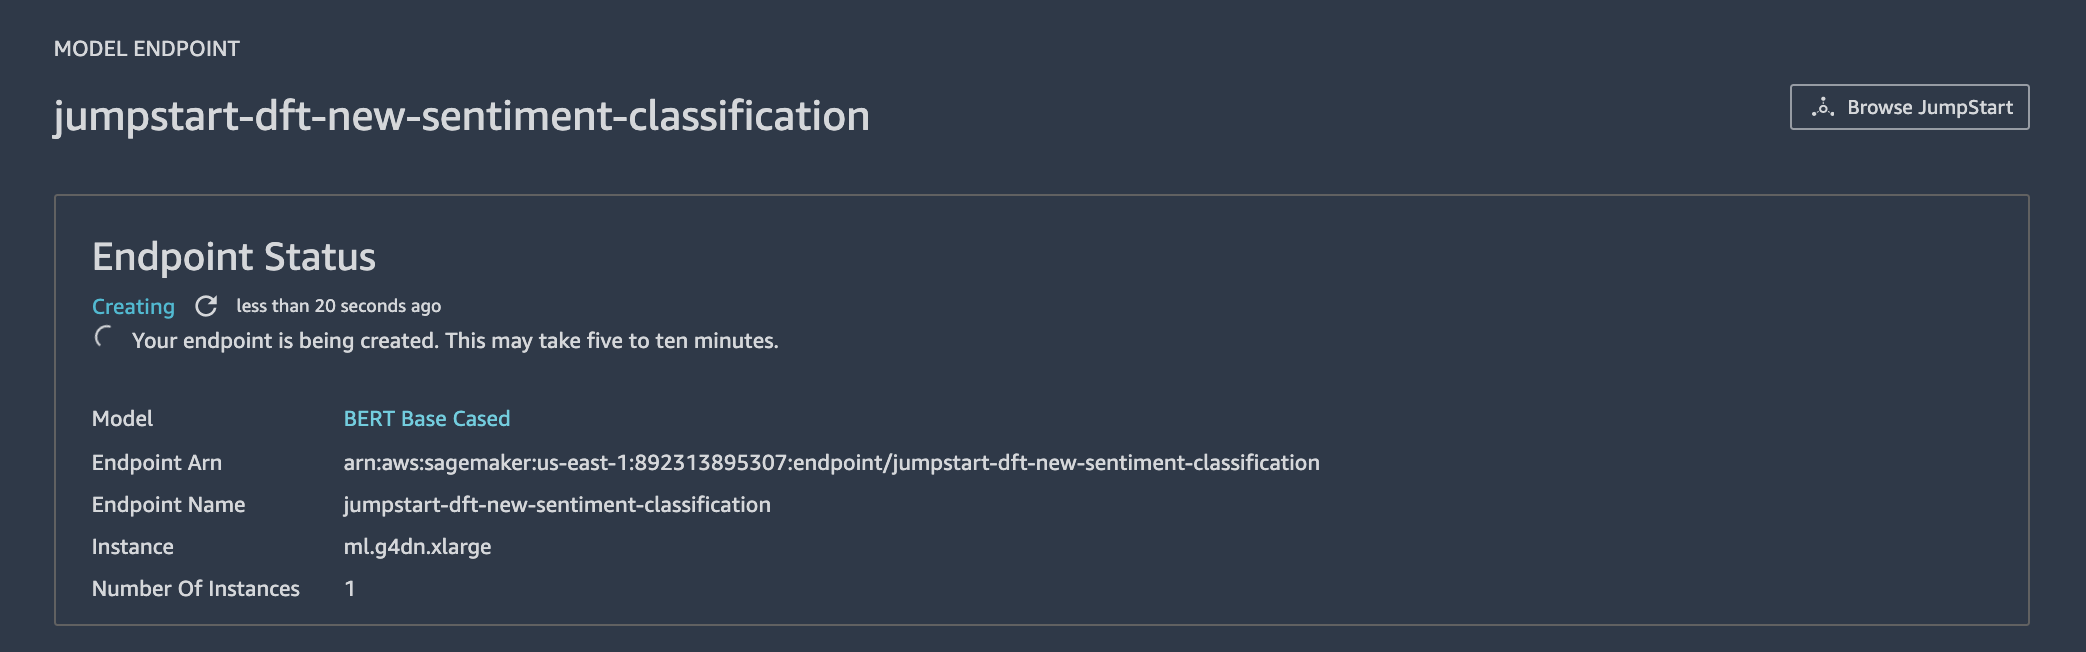 MODEL ENDPOINT
jumpstart-dft-new-sentiment-classification
Browse JumpStart
Endpoint Status
Creating less than 20 seconds ago
Your endpoint is being created. This may take five to ten minutes.
Model BERT Base Cased
Endpoint Arn arn:aws:sagemaker:us-east-1:892313895307:endpoint/jumpstart-dft-new-sentiment-classification
Endpoint Name jumpstart-dft-new-sentiment-classification
Instance ml.g4dn.xlarge
Number Of Instances 1